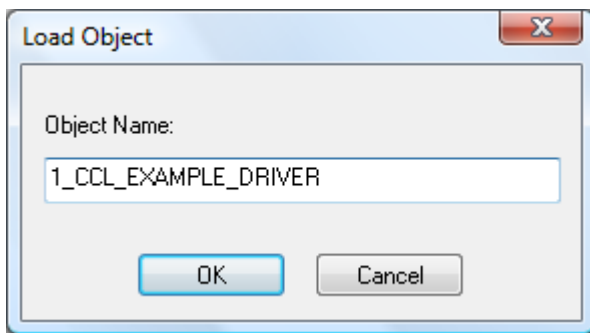 Load Object
Object Name:
1_CCL_EXAMPLE_DRIVER
OK Cancel